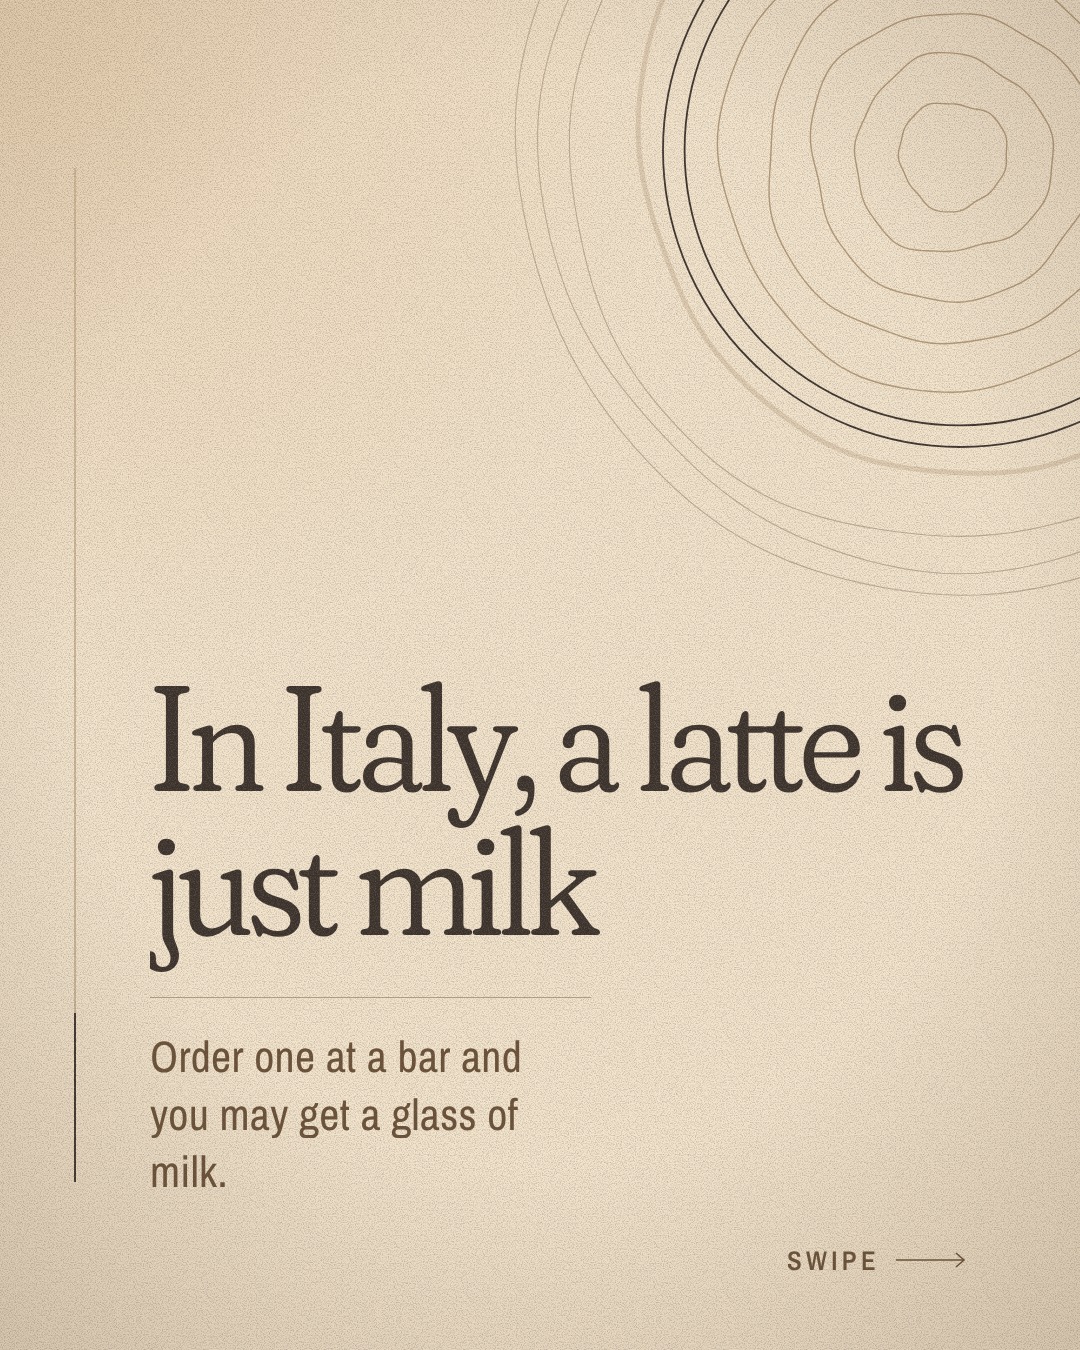 In Italy, a latte is
just milk
Order one at a bar and
you may get a glass of
milk.
SWIPE